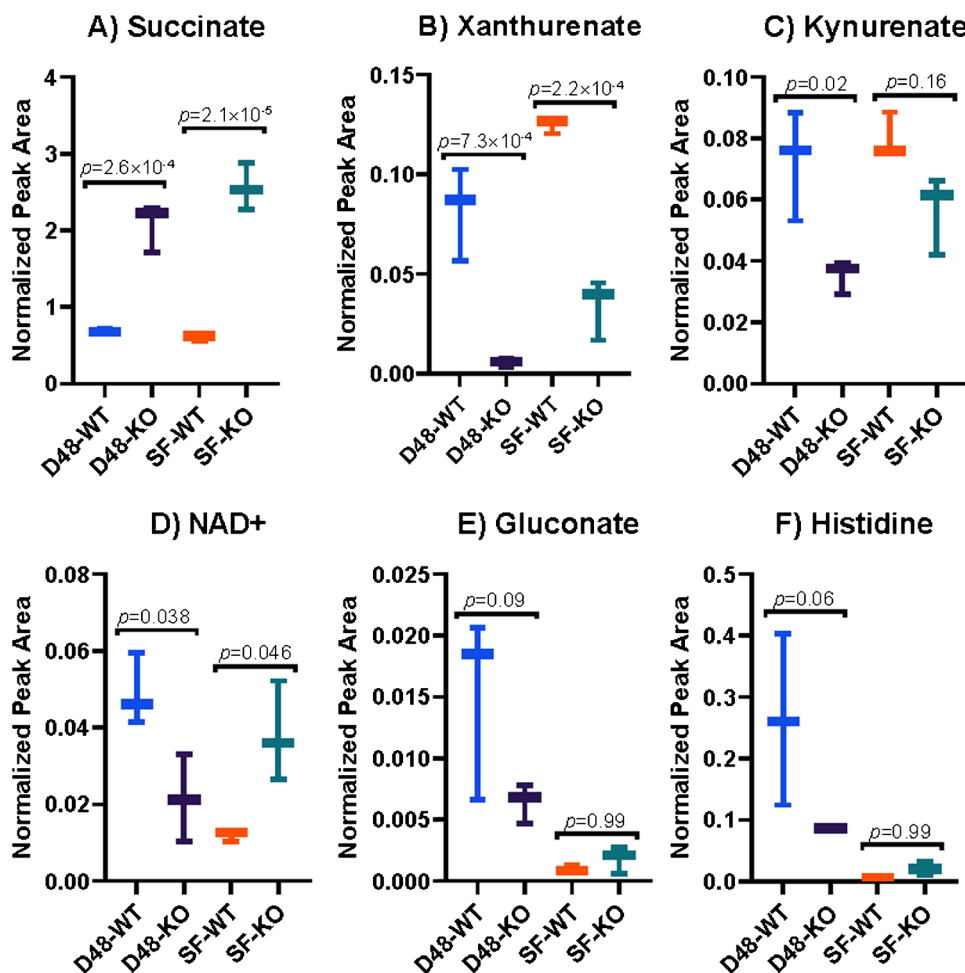 A) Succinate
Normalized Peak Area
4
3
2
1
0
p=2.6×10-4
p=2.1×10-5
D48-WT
D48-KO
SF-WT
SF-KO
B) Xanthurenate
Normalized Peak Area
0.15
0.10
0.05
0.00
p=7.3×10-4
p=2.2×10-4
D48-WT
D48-KO
SF-WT
SF-KO
C) Kynurenate
Normalized Peak Area
0.10
0.08
0.06
0.04
0.02
0.00
p=0.02
p=0.16
D48-WT
D48-KO
SF-WT
SF-KO
D) NAD+
Normalized Peak Area
0.08
0.06
0.04
0.02
0.00
p=0.038
p=0.046
D48-WT
D48-KO
SF-WT
SF-KO
E) Gluconate
Normalized Peak Area
0.025
0.020
0.015
0.010
0.005
0.000
p=0.09
p=0.99
D48-WT
D48-KO
SF-WT
SF-KO
F) Histidine
Normalized Peak Area
0.5
0.4
0.3
0.2
0.1
0.0
p=0.06
p=0.99
D48-WT
D48-KO
SF-WT
SF-KO